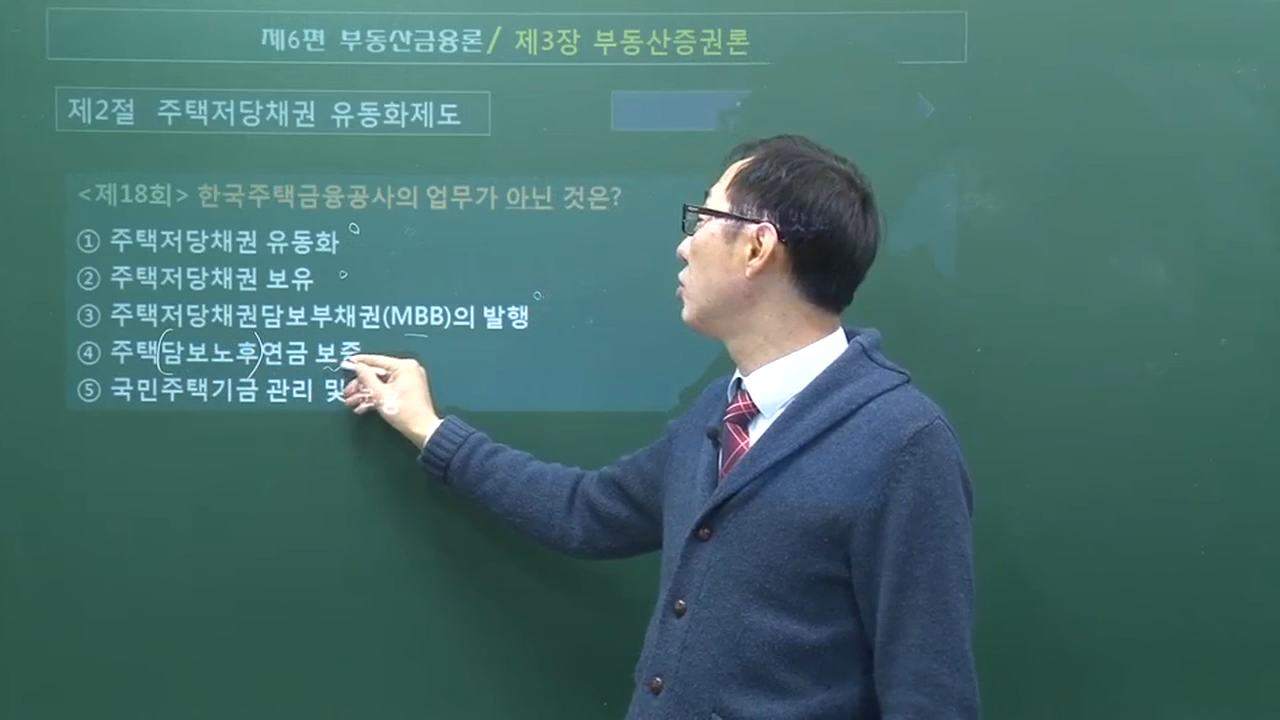 제6편 부동산금융론/ 제3장 부동산증권론
제2절 주택저당채권 유동화제도
<제18회> 한국주택금융공사의 업무가 아닌 것은?
① 주택저당채권 유동화
② 주택저당채권 보유
③ 주택저당채권담보부채권(MBB)의 발행
④ 주택(담보노후)연금 보증
⑤ 국민주택기금 관리 및